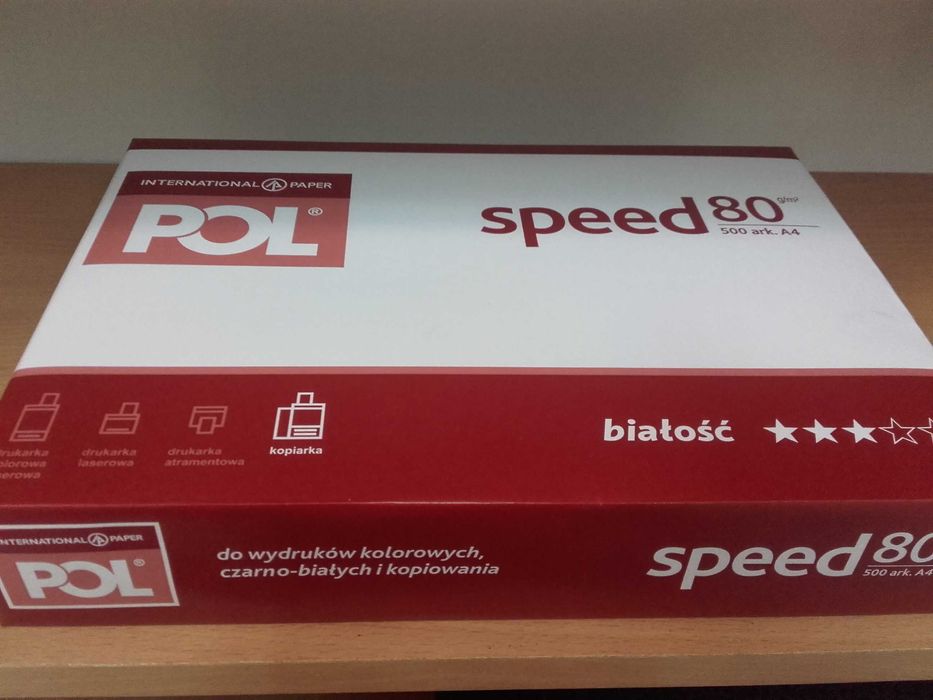 INTERNATIONAL PAPER
POL®
speed 80 g/m²
500 ark. A4
drukarka
laserowa
drukarka
atramentowa
kopiarka
białość
INTERNATIONAL PAPER
POL®
do wydruków kolorowych,
czarno-białych i kopiowania
speed 80
500 ark. A4